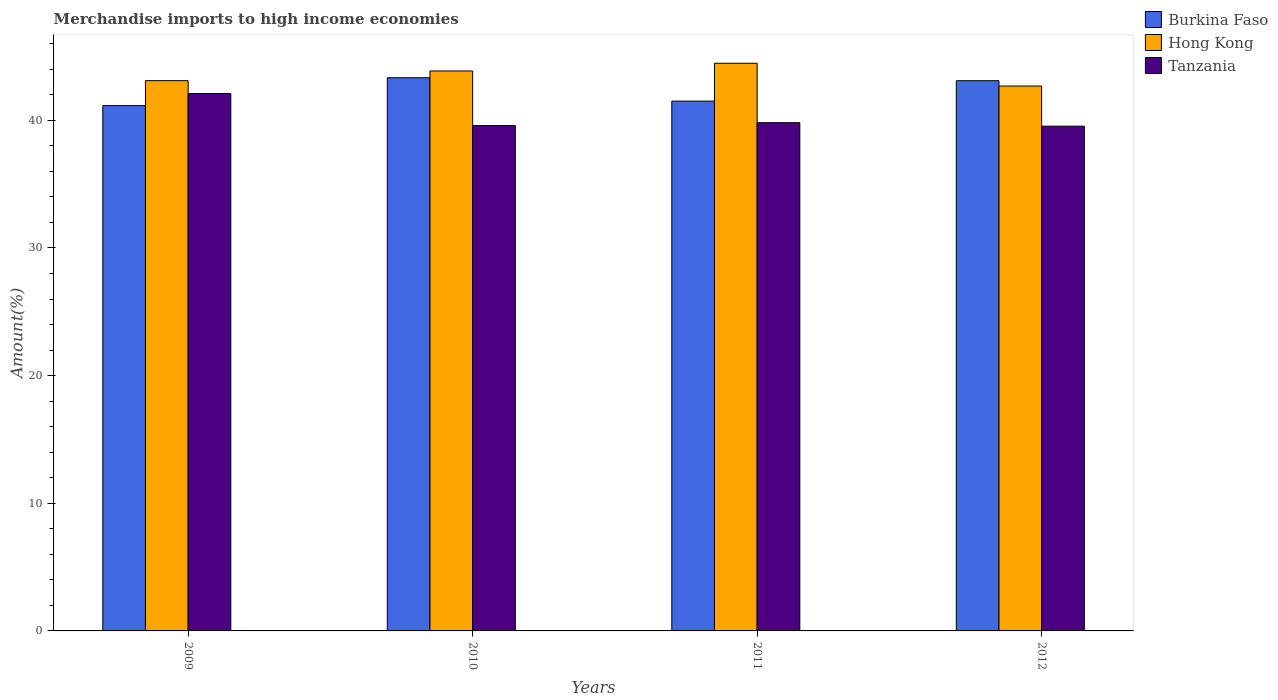 Merchandise imports to high income economies
Burkina Faso
Hong Kong
Tanzania
Amount(%)
0
10
20
30
40
2009
2010
2011
2012
Years